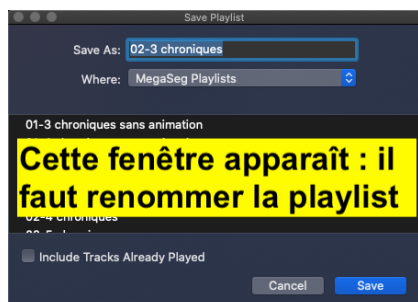 Save Playlist
Save As: 02-3 chroniques
Where: MegaSeg Playlists
01-3 chroniques sans animation
Cette fenêtre apparaît : il
faut renommer la playlist
02-4 chroniques
Include Tracks Already Played
Cancel Save